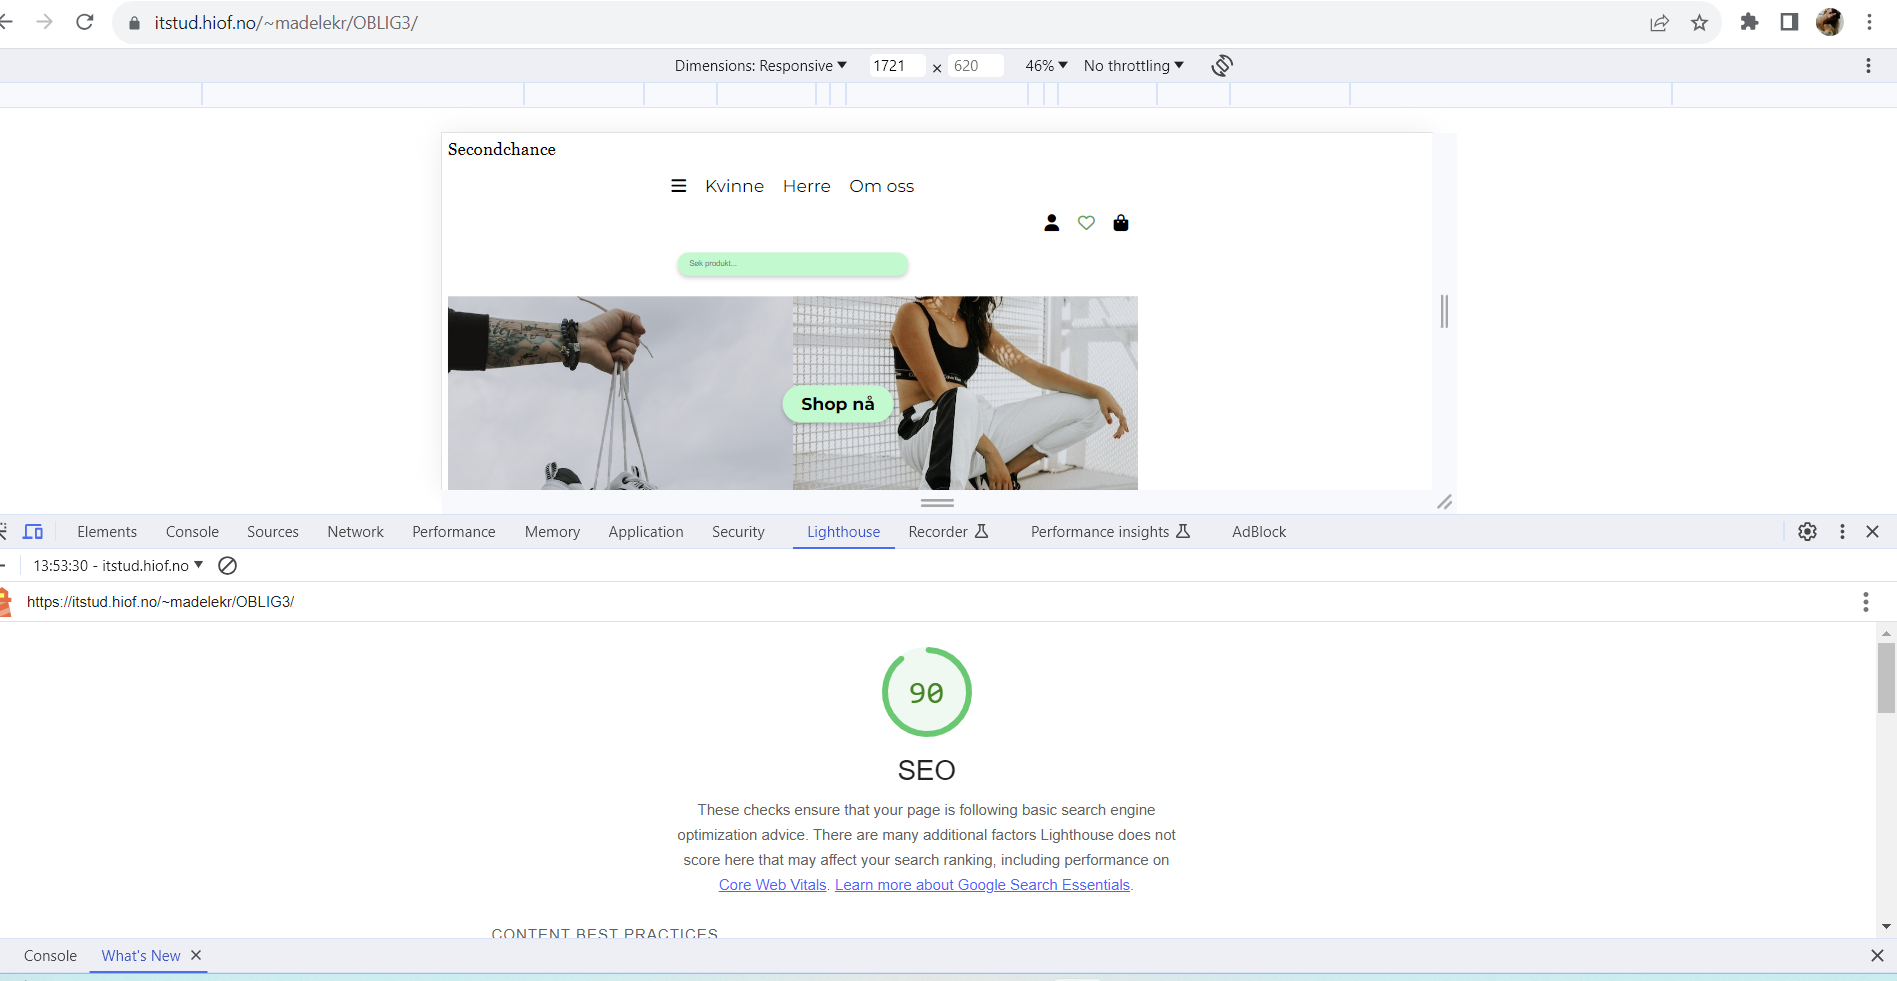 itstud.hiof.no/~madelekr/OBLIG3/
Dimensions: Responsive 1721 × 620 46% No throttling
Secondchance
Kvinne Herre Om oss
Søk produkt...
Shop nå
Elements Console Sources Network Performance Memory Application Security Lighthouse Recorder Performance insights AdBlock
13:53:30 - itstud.hiof.no
https://itstud.hiof.no/~madelekr/OBLIG3/
90
SEO
These checks ensure that your page is following basic search engine
optimization advice. There are many additional factors Lighthouse does not
score here that may affect your search ranking, including performance on
Core Web Vitals. Learn more about Google Search Essentials.
CONTENT BEST PRACTICES
Console What's New